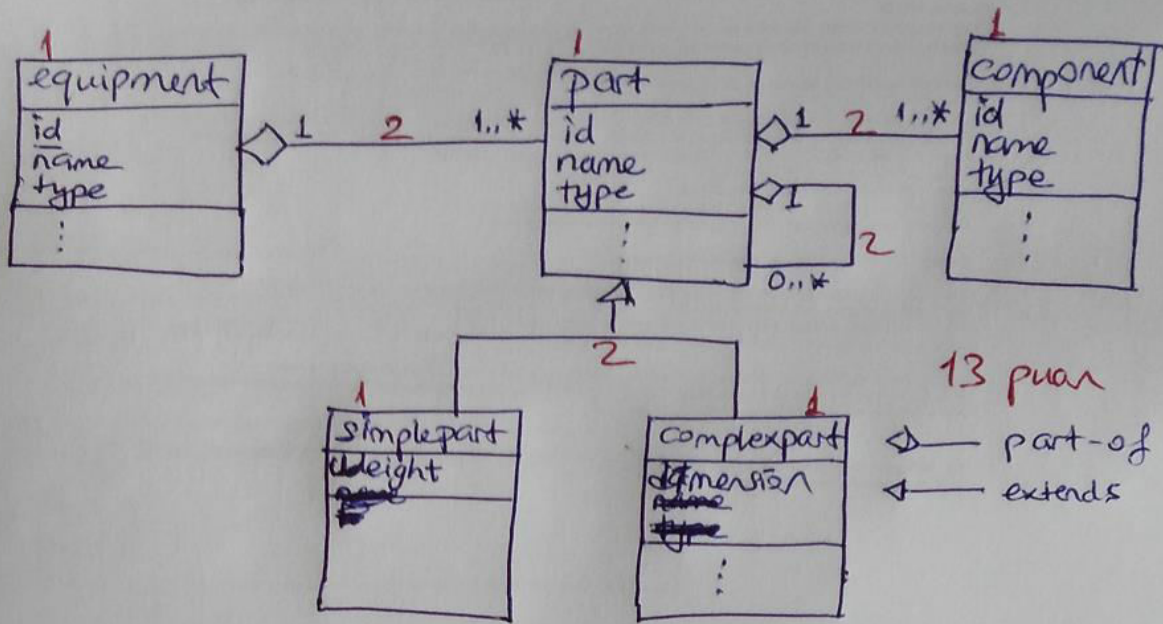 1
equipment
id
name
type
1 2 1..*
1
part
id
name
type
1 2 1..*
1
2
0..*
1
component
id
name
type
2
1
simplepart
weight
1
complexpart
dimension
type
13 puan
part-of
extends